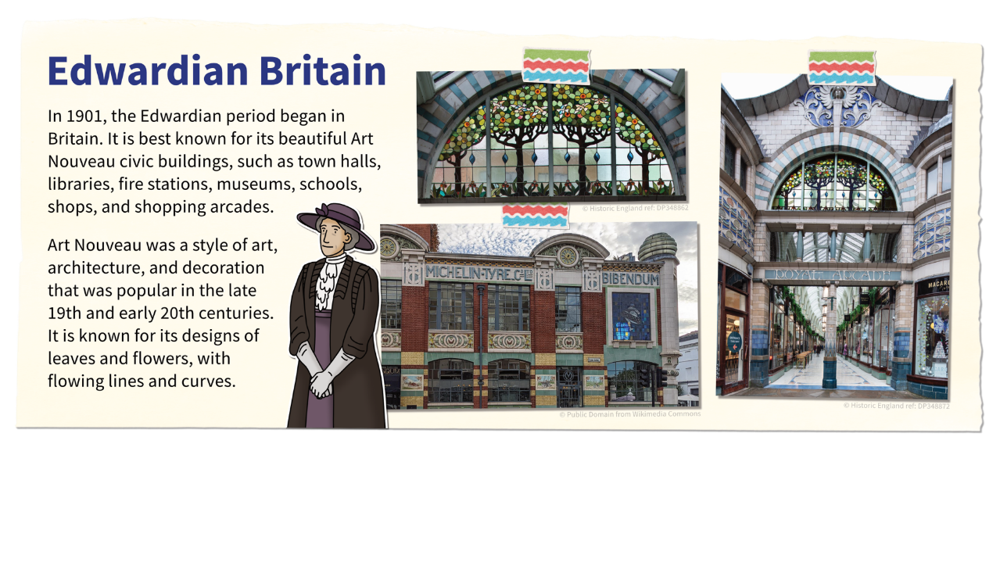 Edwardian Britain
In 1901, the Edwardian period began in
Britain. It is best known for its beautiful Art
Nouveau civic buildings, such as town halls,
libraries, fire stations, museums, schools,
shops, and shopping arcades.
Art Nouveau was a style of art,
architecture, and decoration
that was popular in the late
19th and early 20th centuries.
It is known for its designs of
leaves and flowers, with
flowing lines and curves.
© Historic England ref: DP348862
MICHELIN-TYRE.Cº.Lᴰ
BIBENDUM
© Public Domain from Wikimedia Commons
ROYAL ARCADE
MACAR
© Historic England ref: DP348872